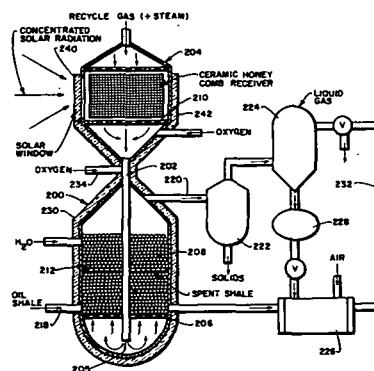 RECYCLE GAS (+ STEAM)
CONCENTRATED
SOLAR RADIATION
240
204
CERAMIC HONEY
COMB RECEIVER
210
242
SOLAR
WINDOW
OXYGEN
OXYGEN
234
202
200
230
220
222
SOLIDS
224
LIQUID
GAS
V
232
228
V
AIR
226
H2O
212
208
SPENT SHALE
OIL
SHALE
218
206
205